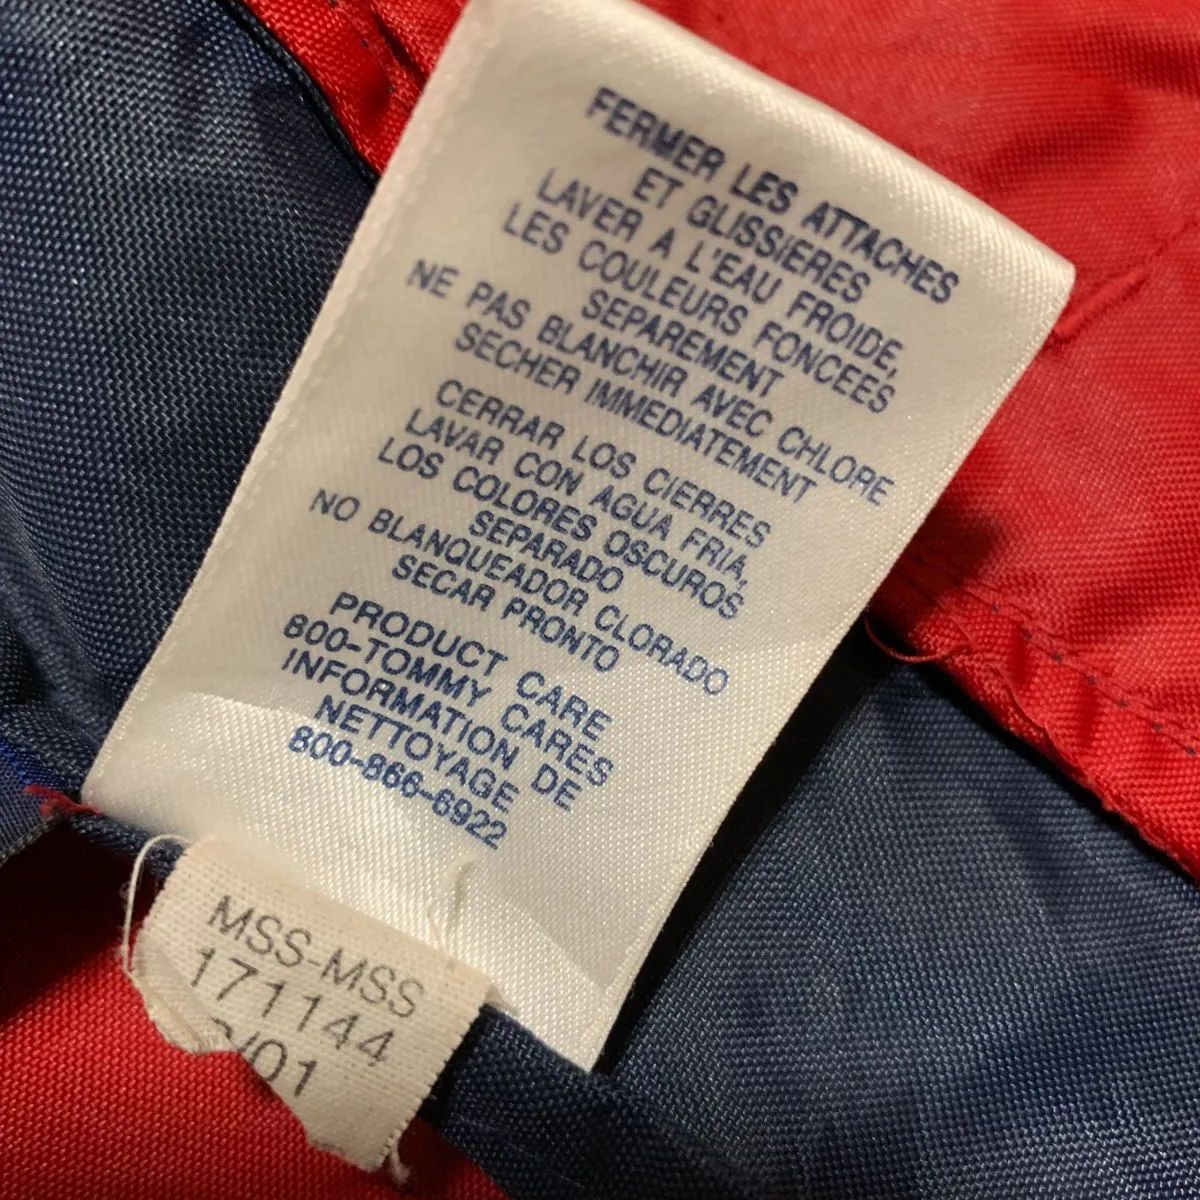 FERMER LES ATTACHES
ET GLISSIERES
LAVER A L'EAU FROIDE,
LES COULEURS FONCEES
SEPAREMENT
NE PAS BLANCHIR AVEC CHLORE
SECHER IMMEDIATEMENT
CERRAR LOS CIERRES
LAVAR CON AGUA FRIA,
LOS COLORES OSCUROS
SEPARADO
NO BLANQUEADOR CLORADO
SECAR PRONTO
PRODUCT CARE
800-TOMMY CARES
INFORMATION DE
NETTOYAGE
800-866-6922
MSS-MSS
171144
/01